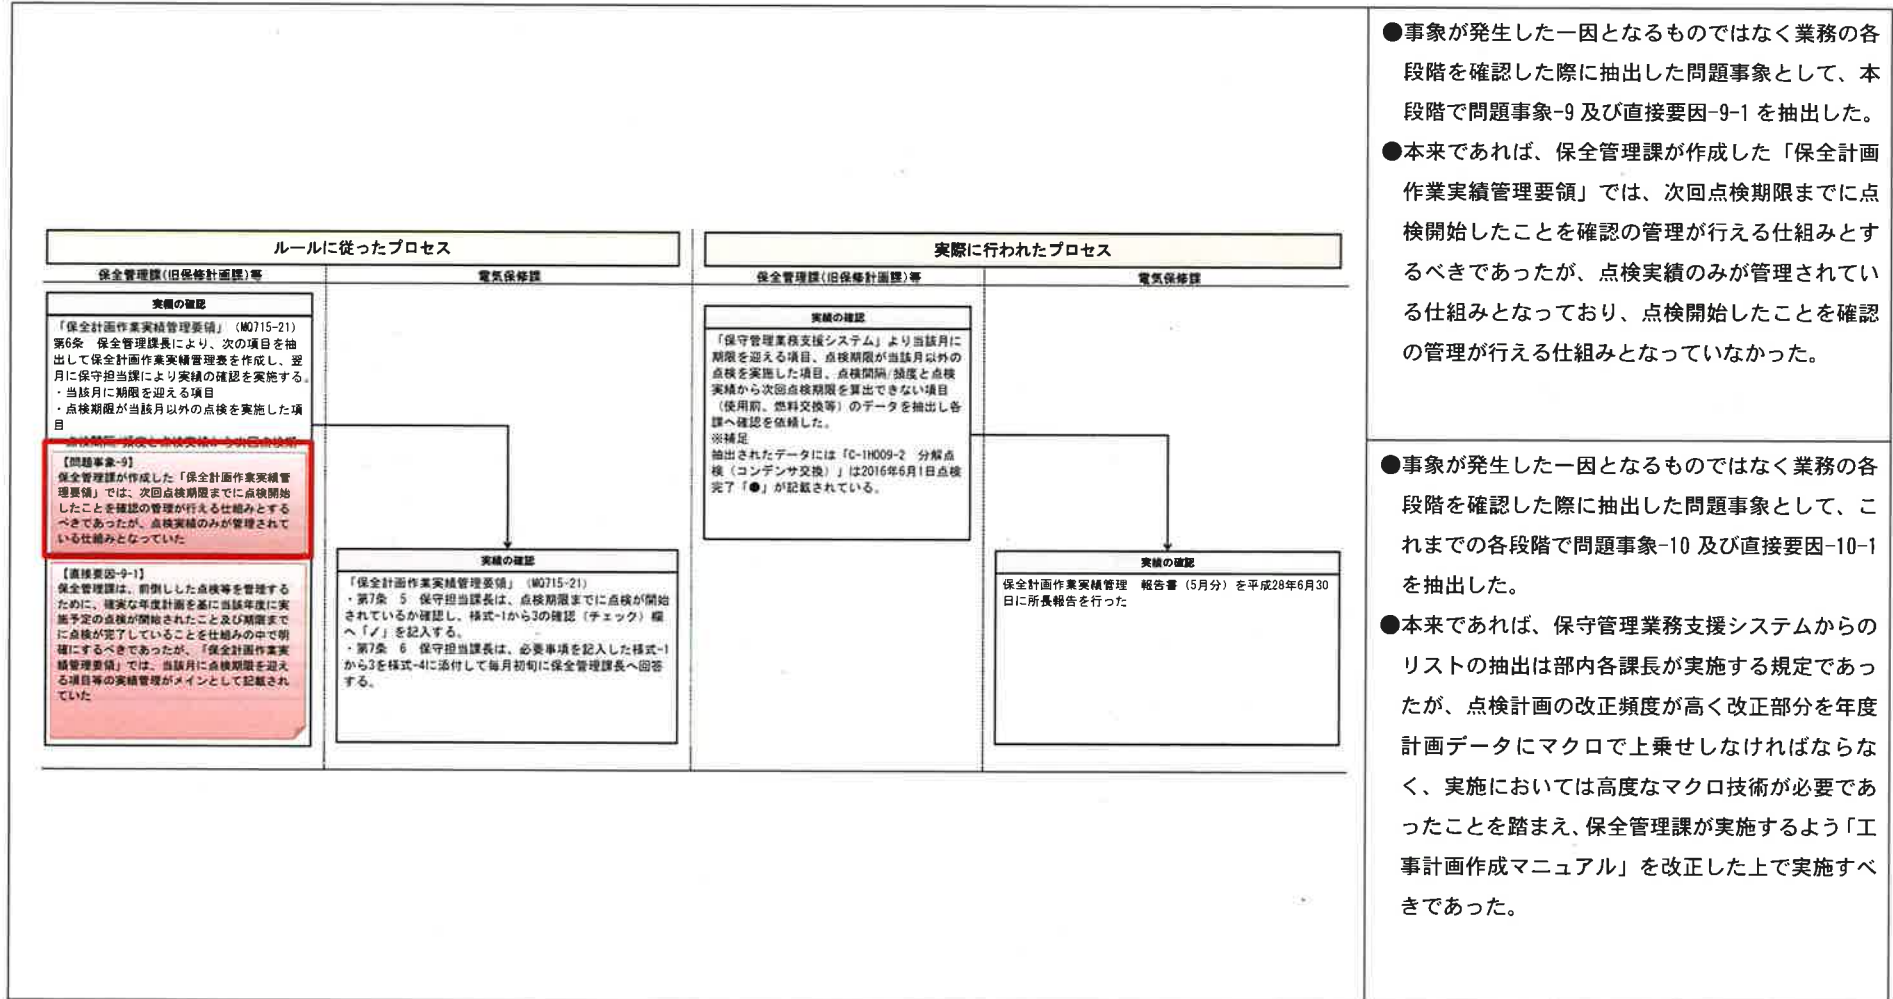 ルールに従ったプロセス
保全管理課(旧保修計画課)等
電気保修課
実績の確認
「保全計画作業実績管理要領」(MQ715-21)
第6条 保全管理課長により、次の項目を抽
出して保全計画作業実績管理表を作成し、翌
月に保守担当課により実績の確認を実施する。
・当該月に期限を迎える項目
・点検期限が当該月以外の点検を実施した項
目
【問題事象-9】
保全管理課が作成した「保全計画作業実績管
理要領」では、次回点検期限までに点検開始
したことを確認の管理が行える仕組みとする
べきであったが、点検実績のみが管理されて
いる仕組みとなっていた
【直接要因-9-1】
保全管理課は、前倒しした点検等を管理する
ために、確実な年度計画を基に当該年度に実
施予定の点検が開始されたこと及び期限まで
に点検が完了していることを仕組みの中で明
確にするべきであったが、「保全計画作業実
績管理要領」では、当該月に点検期限を迎え
る項目等の実績管理がメインとして記載され
ていた
実績の確認
「保全計画作業実績管理要領」(MQ715-21)
・第7条 5 保守担当課長は、点検期限までに点検が開始
されているか確認し、様式-1から3の確認(チェック)欄
へ「✓」を記入する。
・第7条 6 保守担当課長は、必要事項を記入した様式-1
から3を様式-4に添付して毎月初旬に保全管理課長へ回答
する。
実際に行われたプロセス
保全管理課(旧保修計画課)等
電気保修課
実績の確認
「保守管理業務支援システム」より当該月に
期限を迎える項目、点検期限が当該月以外の
点検を実施した項目、点検間隔/頻度と点検
実績から次回点検期限を算出できない項目
(使用前、燃料交換等)のデータを抽出し各
課へ確認を依頼した。
※補足
抽出されたデータには「C-1H009-2 分解点
検(コンデンサ交換)」は2016年6月1日点検
完了「●」が記載されている。
実績の確認
保全計画作業実績管理 報告書(5月分)を平成28年6月30
日に所長報告を行った
●事象が発生した一因となるものではなく業務の各
段階を確認した際に抽出した問題事象として、本
段階で問題事象-9及び直接要因-9-1を抽出した。
●本来であれば、保全管理課が作成した「保全計画
作業実績管理要領」では、次回点検期限までに点
検開始したことを確認の管理が行える仕組みとす
るべきであったが、点検実績のみが管理されてい
る仕組みとなっており、点検開始したことを確認
の管理が行える仕組みとなっていなかった。
●事象が発生した一因となるものではなく業務の各
段階を確認した際に抽出した問題事象として、こ
れまでの各段階で問題事象-10及び直接要因-10-1
を抽出した。
●本来であれば、保守管理業務支援システムからの
リストの抽出は部内各課長が実施する規定であっ
たが、点検計画の改正頻度が高く改正部分を年度
計画データにマクロで上乗せしなければならな
く、実施においては高度なマクロ技術が必要であ
ったことを踏まえ、保全管理課が実施するよう「工
事計画作成マニュアル」を改正した上で実施すべ
きであった。